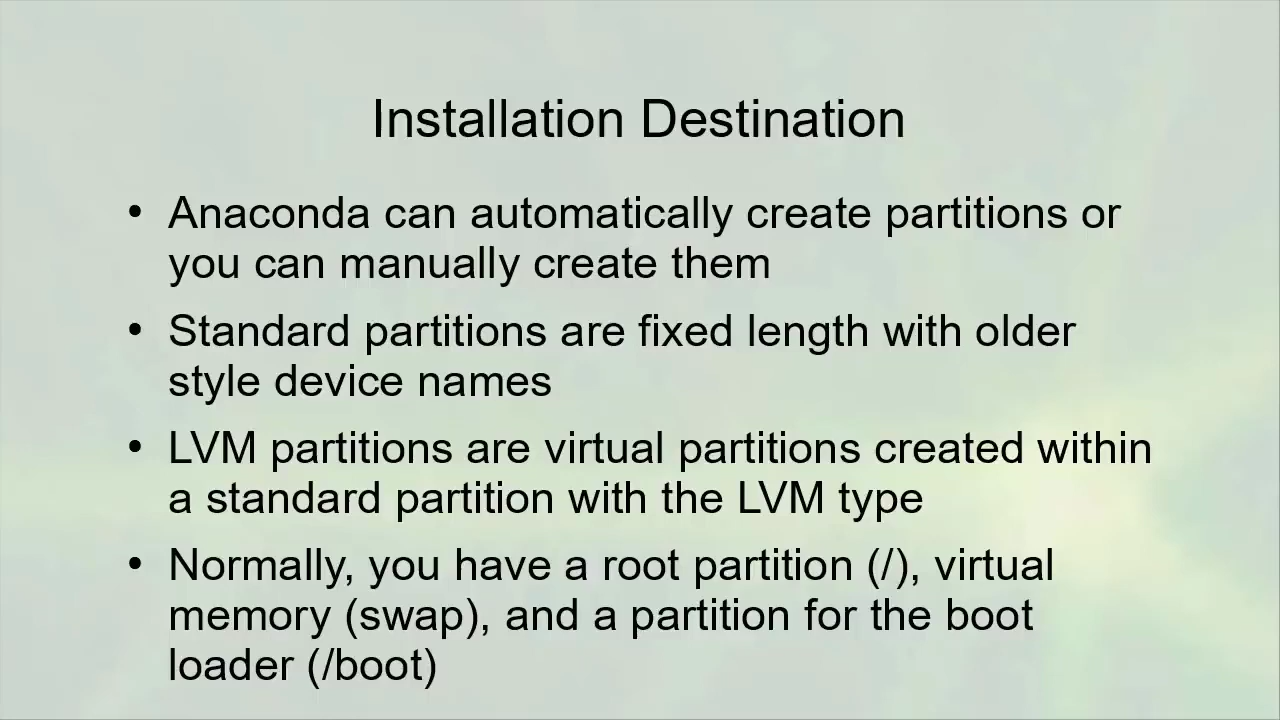 Installation Destination
• Anaconda can automatically create partitions or
you can manually create them
• Standard partitions are fixed length with older
style device names
• LVM partitions are virtual partitions created within
a standard partition with the LVM type
• Normally, you have a root partition (/), virtual
memory (swap), and a partition for the boot
loader (/boot)